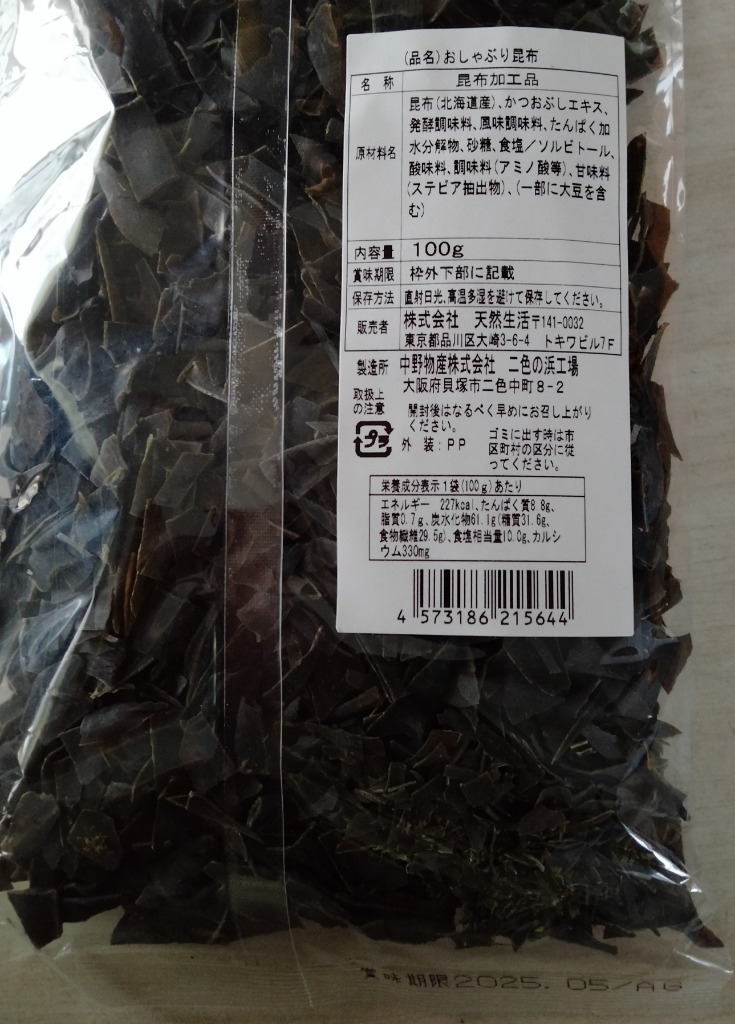 (品名)おしゃぶり昆布
名 称 昆布加工品
原材料名 昆布(北海道産)、かつおぶしエキス、
発酵調味料、風味調味料、たんぱく加
水分解物、砂糖、食塩/ソルビトール、
酸味料、調味料(アミノ酸等)、甘味料
(ステビア抽出物)、(一部に大豆を含
む)
内容量 100g
賞味期限 枠外下部に記載
保存方法 直射日光、高温多湿を避けて保存してください。
販売者 株式会社 天然生活〒141-0032
東京都品川区大崎3-6-4 トキワビル7F
製造所 中野物産株式会社 二色の浜工場
大阪府貝塚市二色中町8-2
取扱上
の注意 開封後はなるべく早めにお召し上がり
ください。
プラ 外 装:PP ゴミに出す時は市
区町村の区分に従
ってください。
栄養成分表示1袋(100g)あたり
エネルギー 227kcal、たんぱく質8.8g、
脂質0.7g、炭水化物61.1g(糖質31.6g、
食物繊維29.5g)、食塩相当量10.0g、カルシ
ウム330mg
4 573186 215644
賞味期限2025.05/AG